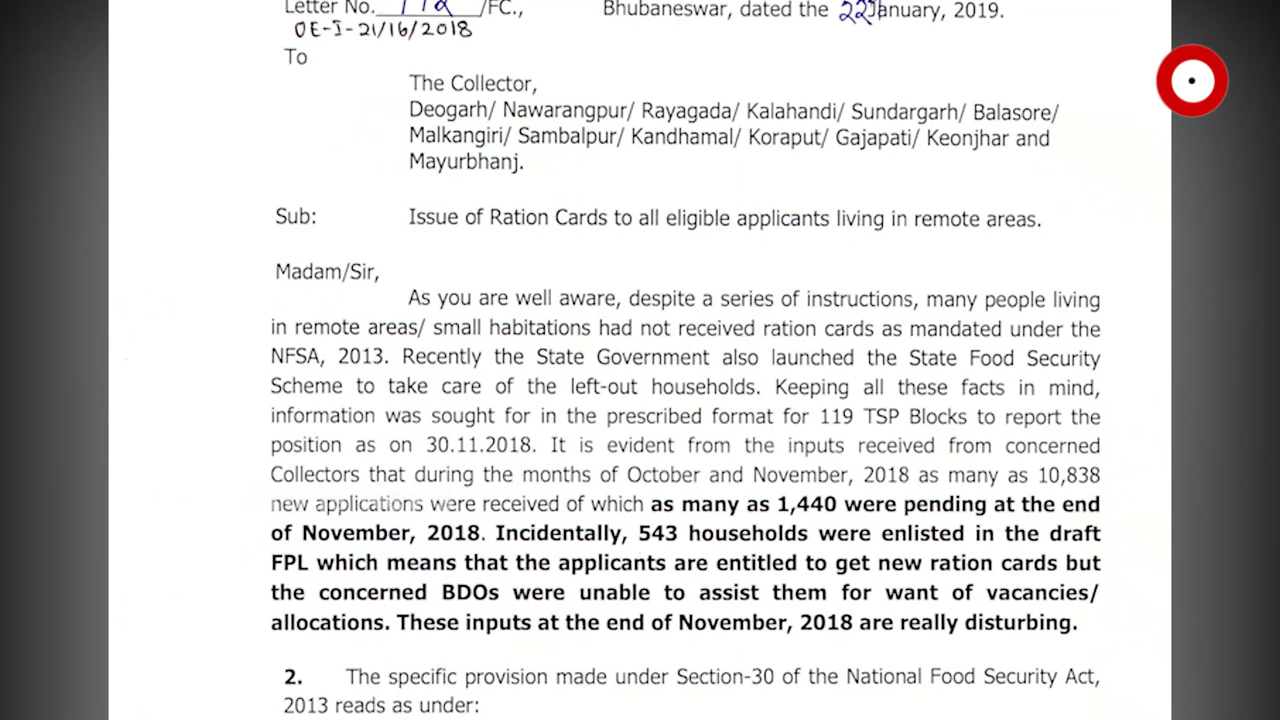 Letter No. /FC., Bhubaneswar, dated the 22 January, 2019.
OE-I-21/16/2018
To
The Collector,
Deogarh/ Nawarangpur/ Rayagada/ Kalahandi/ Sundargarh/ Balasore/
Malkangiri/ Sambalpur/ Kandhamal/ Koraput/ Gajapati/ Keonjhar and
Mayurbhanj.
Sub: Issue of Ration Cards to all eligible applicants living in remote areas.
Madam/Sir,
As you are well aware, despite a series of instructions, many people living
in remote areas/ small habitations had not received ration cards as mandated under the
NFSA, 2013. Recently the State Government also launched the State Food Security
Scheme to take care of the left-out households. Keeping all these facts in mind,
information was sought for in the prescribed format for 119 TSP Blocks to report the
position as on 30.11.2018. It is evident from the inputs received from concerned
Collectors that during the months of October and November, 2018 as many as 10,838
new applications were received of which as many as 1,440 were pending at the end
of November, 2018. Incidentally, 543 households were enlisted in the draft
FPL which means that the applicants are entitled to get new ration cards but
the concerned BDOs were unable to assist them for want of vacancies/
allocations. These inputs at the end of November, 2018 are really disturbing.
2. The specific provision made under Section-30 of the National Food Security Act,
2013 reads as under: